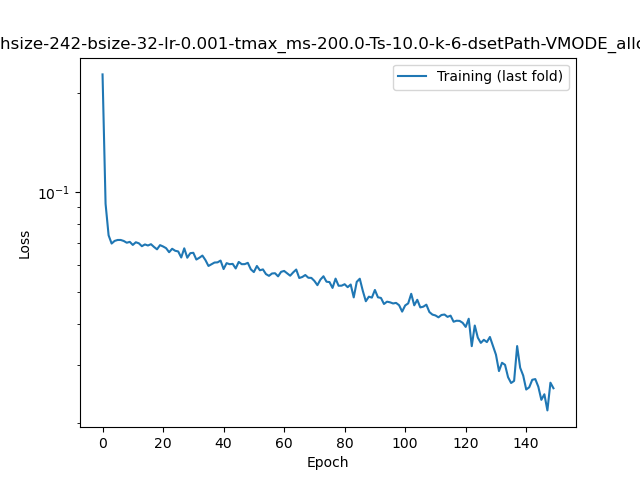 hsize-242-bsize-32-lr-0.001-tmax_ms-200.0-Ts-10.0-k-6-dsetPath-VMODE_allo
Training (last fold)
10⁻¹
Loss
0 20 40 60 80 100 120 140
Epoch